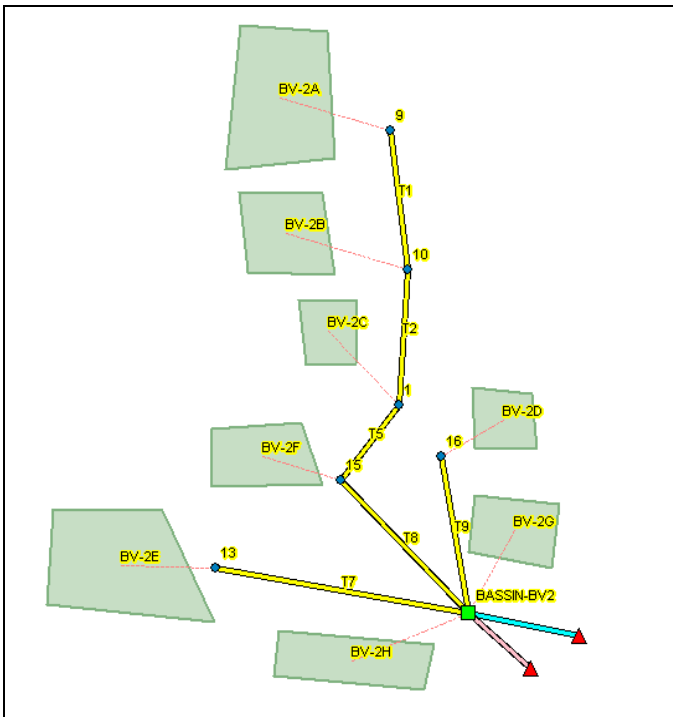 BV-2A
9
T1
BV-2B
10
T2
BV-2C
1
T5
BV-2D
16
BV-2F
15
T8
T9
BV-2G
BV-2E
13
T7
BASSIN-BV2
BV-2H